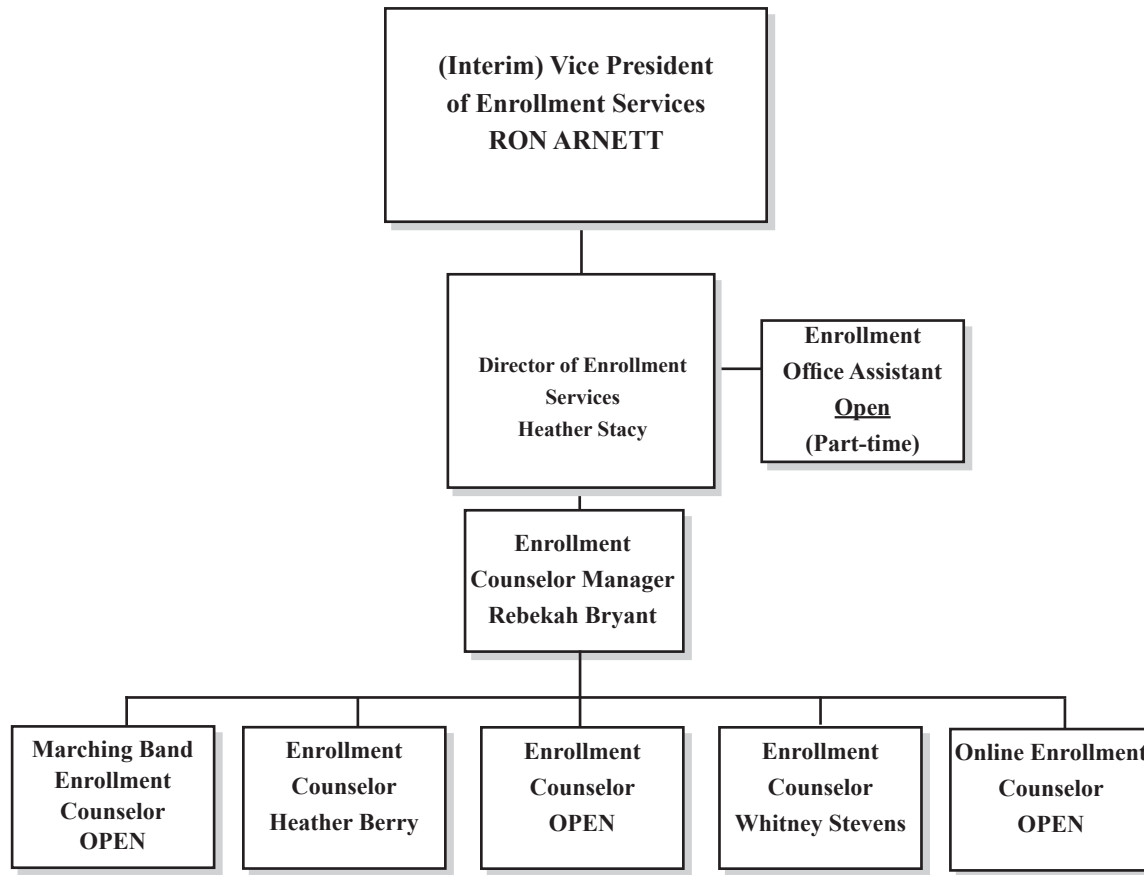 (Interim) Vice President
of Enrollment Services
RON ARNETT
Director of Enrollment
Services
Heather Stacy
Enrollment
Office Assistant
Open
(Part-time)
Enrollment
Counselor Manager
Rebekah Bryant
Marching Band
Enrollment
Counselor
OPEN
Enrollment
Counselor
Heather Berry
Enrollment
Counselor
OPEN
Enrollment
Counselor
Whitney Stevens
Online Enrollment
Counselor
OPEN